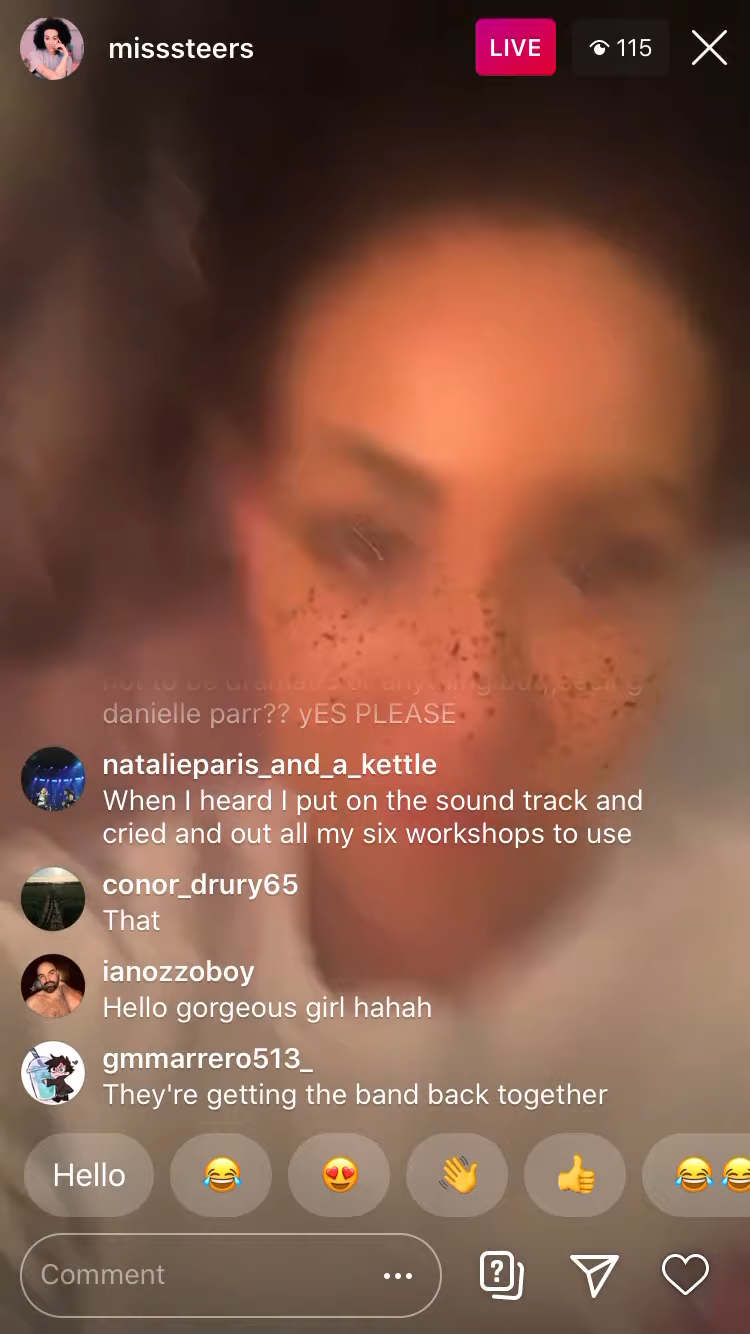 misssteers
LIVE
115
danielle parr?? yES PLEASE
natalieparis_and_a_kettle
When I heard I put on the sound track and
cried and out all my six workshops to use
conor_drury65
That
ianozzoboy
Hello gorgeous girl hahah
gmmarrero513_
They're getting the band back together
Hello
Comment